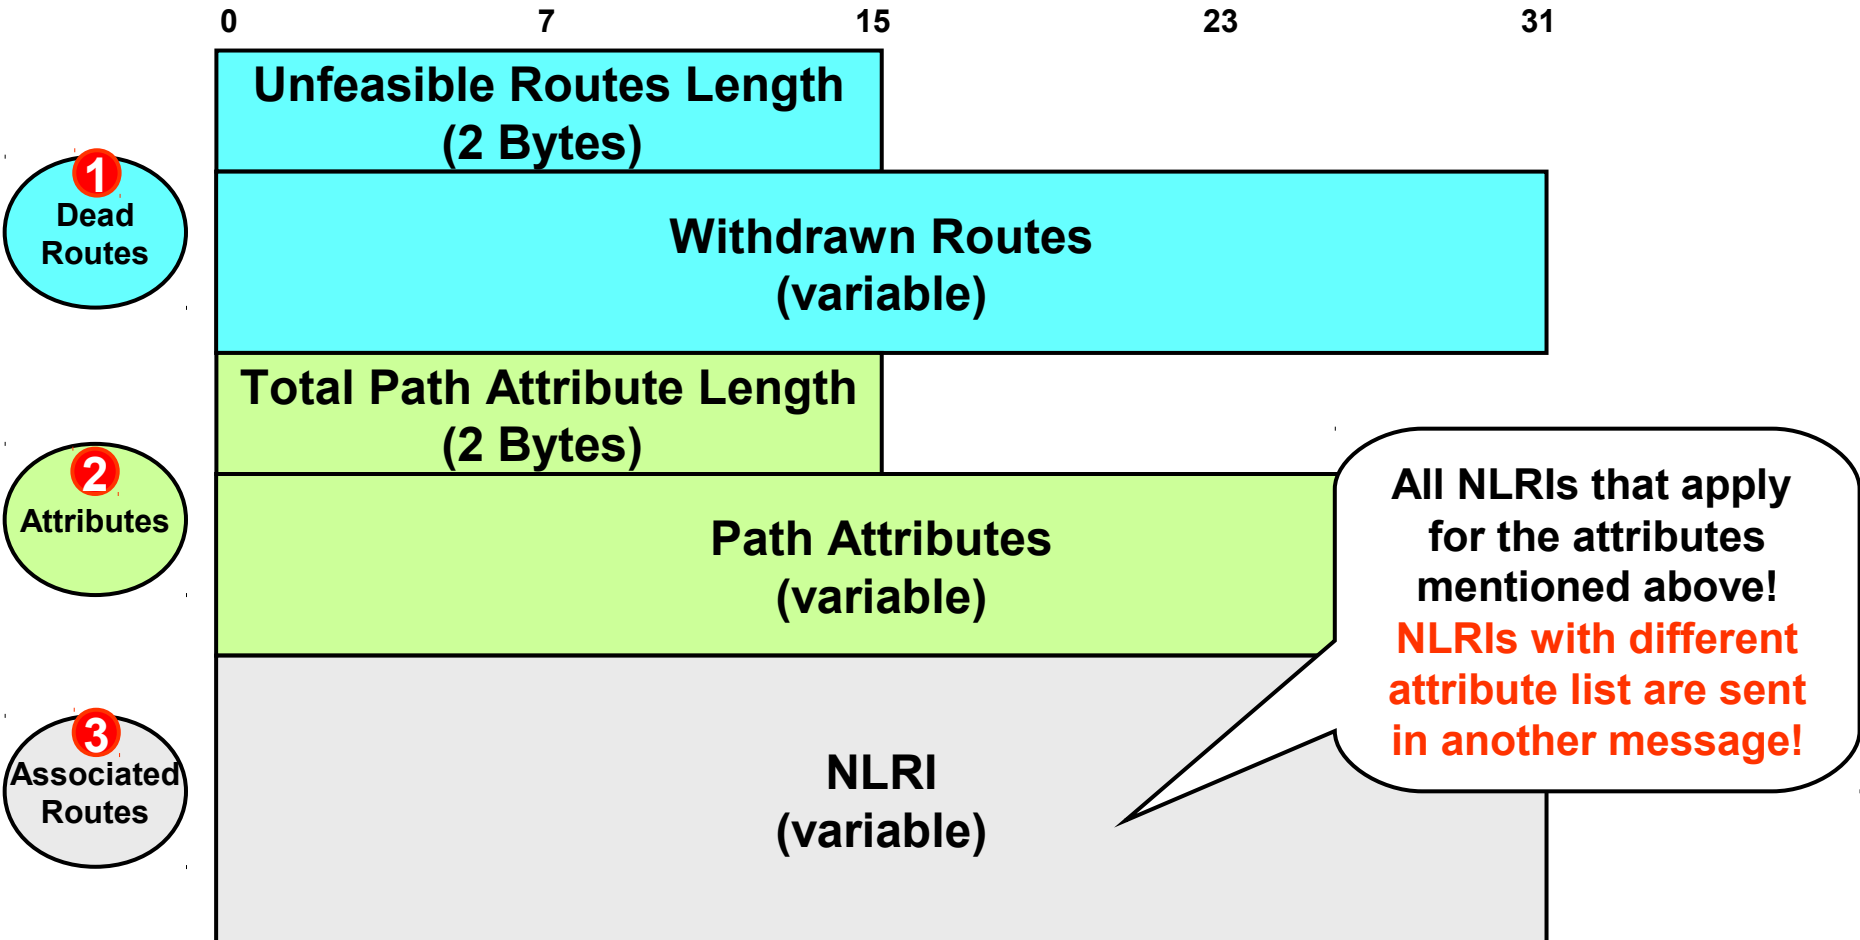 0 7 15 23 31
Unfeasible Routes Length
(2 Bytes)
1
Dead
Routes
Withdrawn Routes
(variable)
Total Path Attribute Length
(2 Bytes)
2
Attributes
Path Attributes
(variable)
All NLRIs that apply
for the attributes
mentioned above!
NLRIs with different
attribute list are sent
in another message!
3
Associated
Routes
NLRI
(variable)